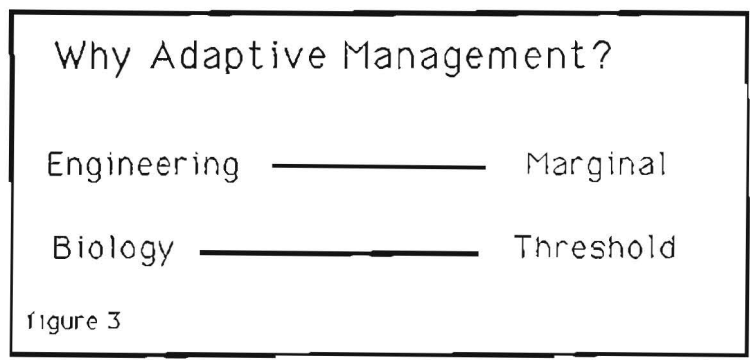 Why Adaptive Management?
Engineering Marginal
Biology Threshold
figure 3